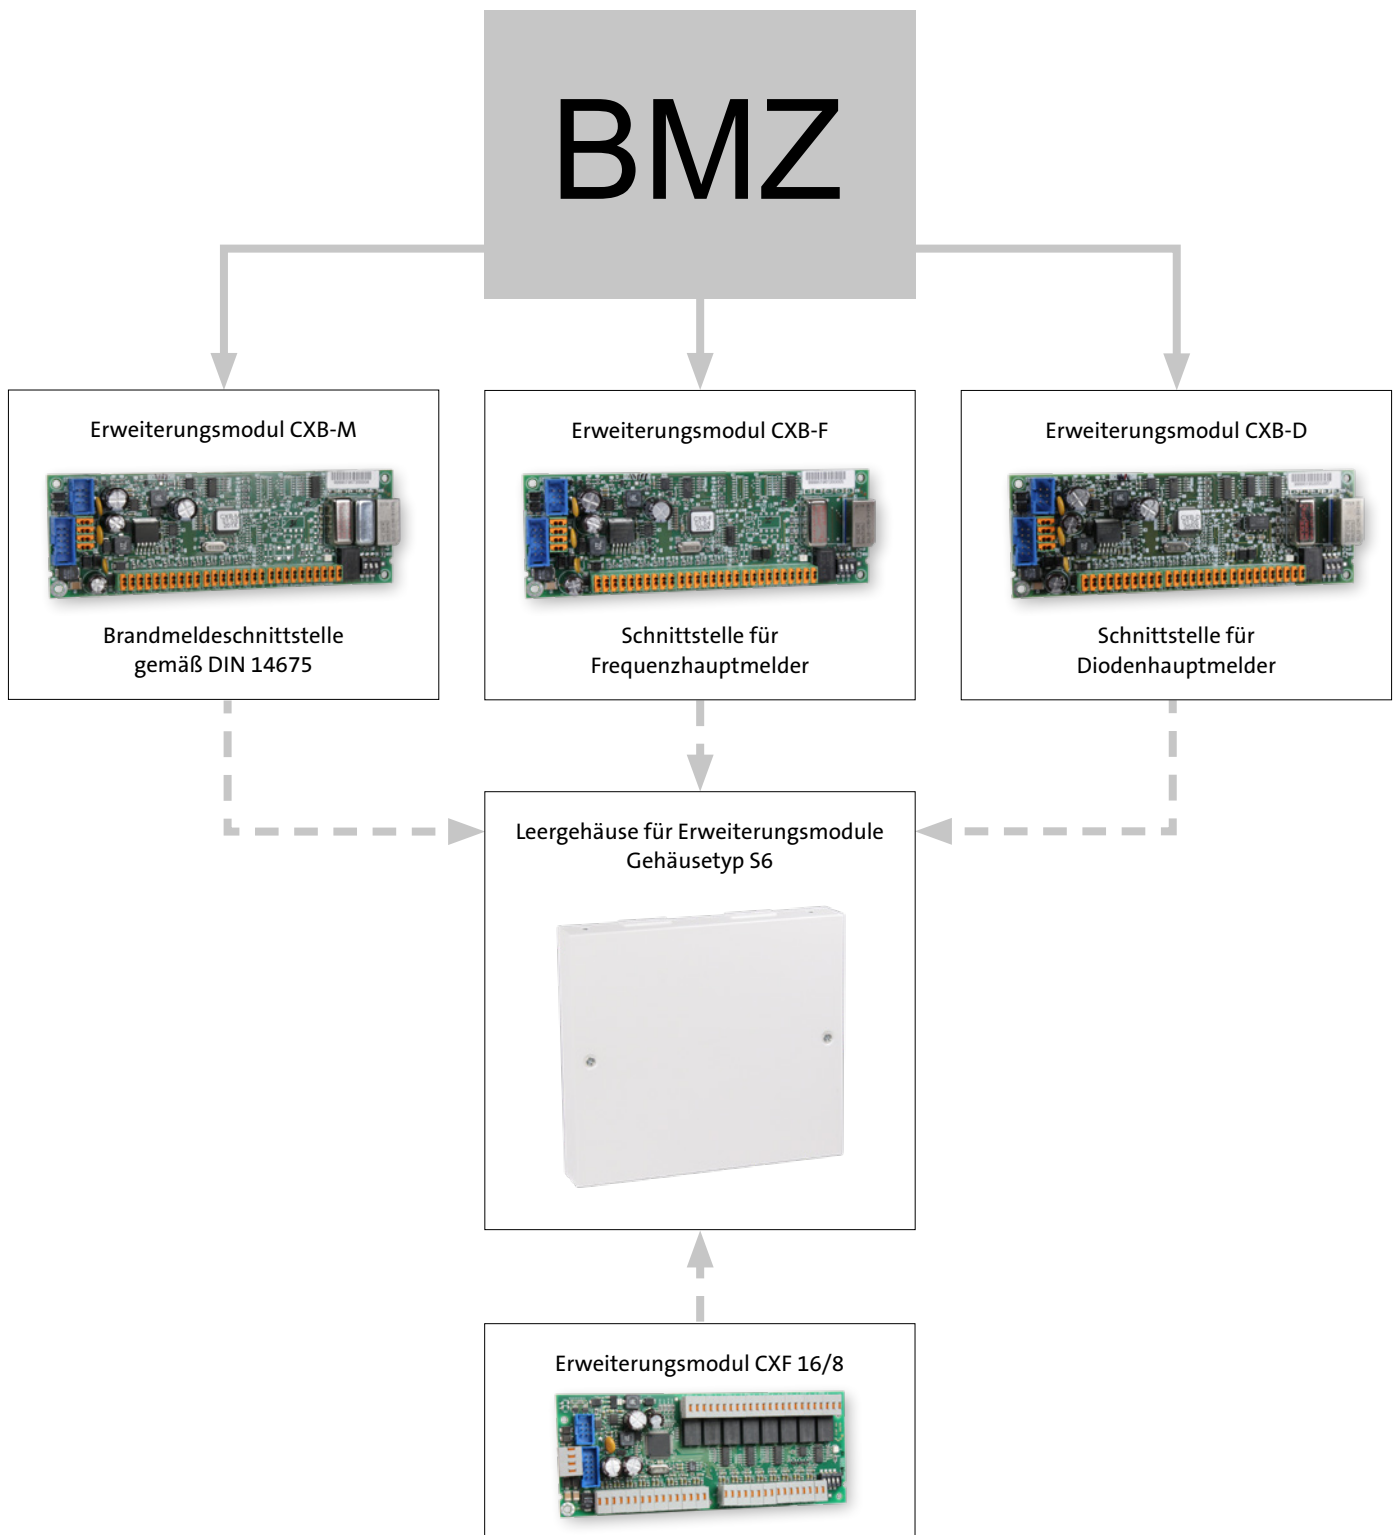 BMZ
Erweiterungsmodul CXB-M
Brandmeldeschnittstelle
gemäß DIN 14675
Erweiterungsmodul CXB-F
Schnittstelle für
Frequenzhauptmelder
Erweiterungsmodul CXB-D
Schnittstelle für
Diodenhauptmelder
Leergehäuse für Erweiterungsmodule
Gehäusetyp S6
Erweiterungsmodul CXF 16/8